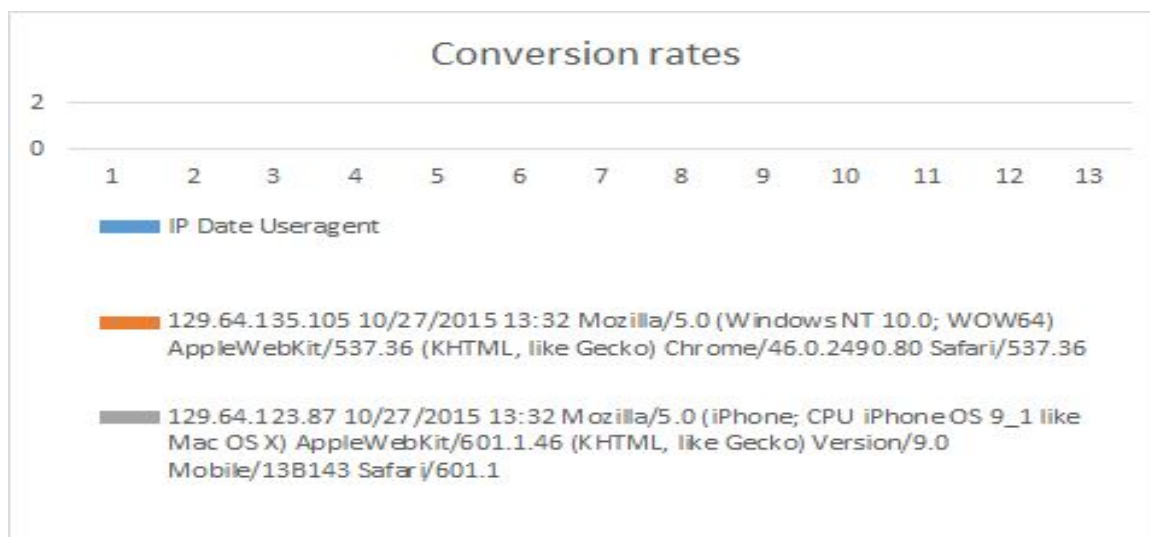 Conversion rates
2
0
1 2 3 4 5 6 7 8 9 10 11 12 13
IP Date Useragent
129.64.135.105 10/27/2015 13:32 Mozilla/5.0 (Windows NT 10.0; WOW64)
AppleWebKit/537.36 (KHTML, like Gecko) Chrome/46.0.2490.80 Safari/537.36
129.64.123.87 10/27/2015 13:32 Mozilla/5.0 (iPhone; CPU iPhone OS 9_1 like
Mac OS X) AppleWebKit/601.1.46 (KHTML, like Gecko) Version/9.0
Mobile/13B143 Safari/601.1